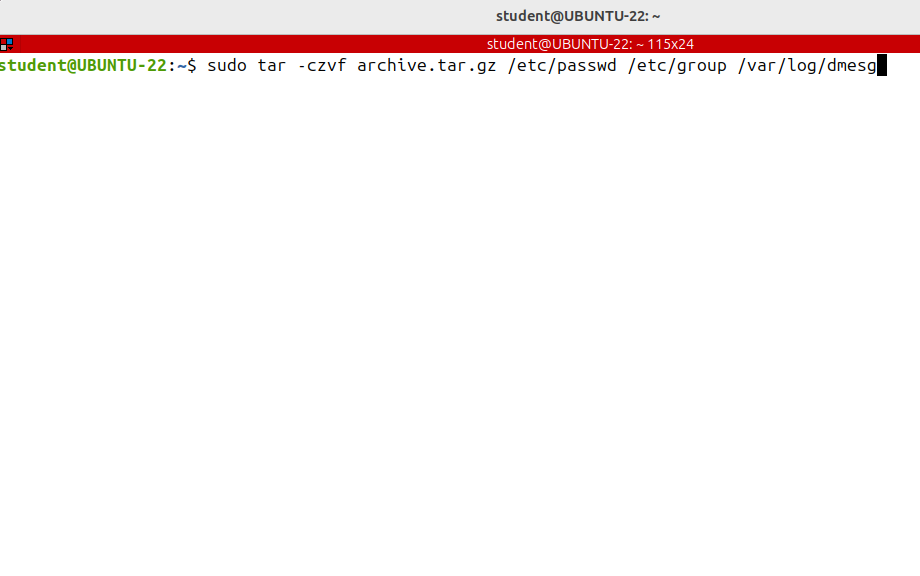 student@UBUNTU-22: ~
student@UBUNTU-22: ~ 115x24
student@UBUNTU-22:~$ sudo tar -czvf archive.tar.gz /etc/passwd /etc/group /var/log/dmesg